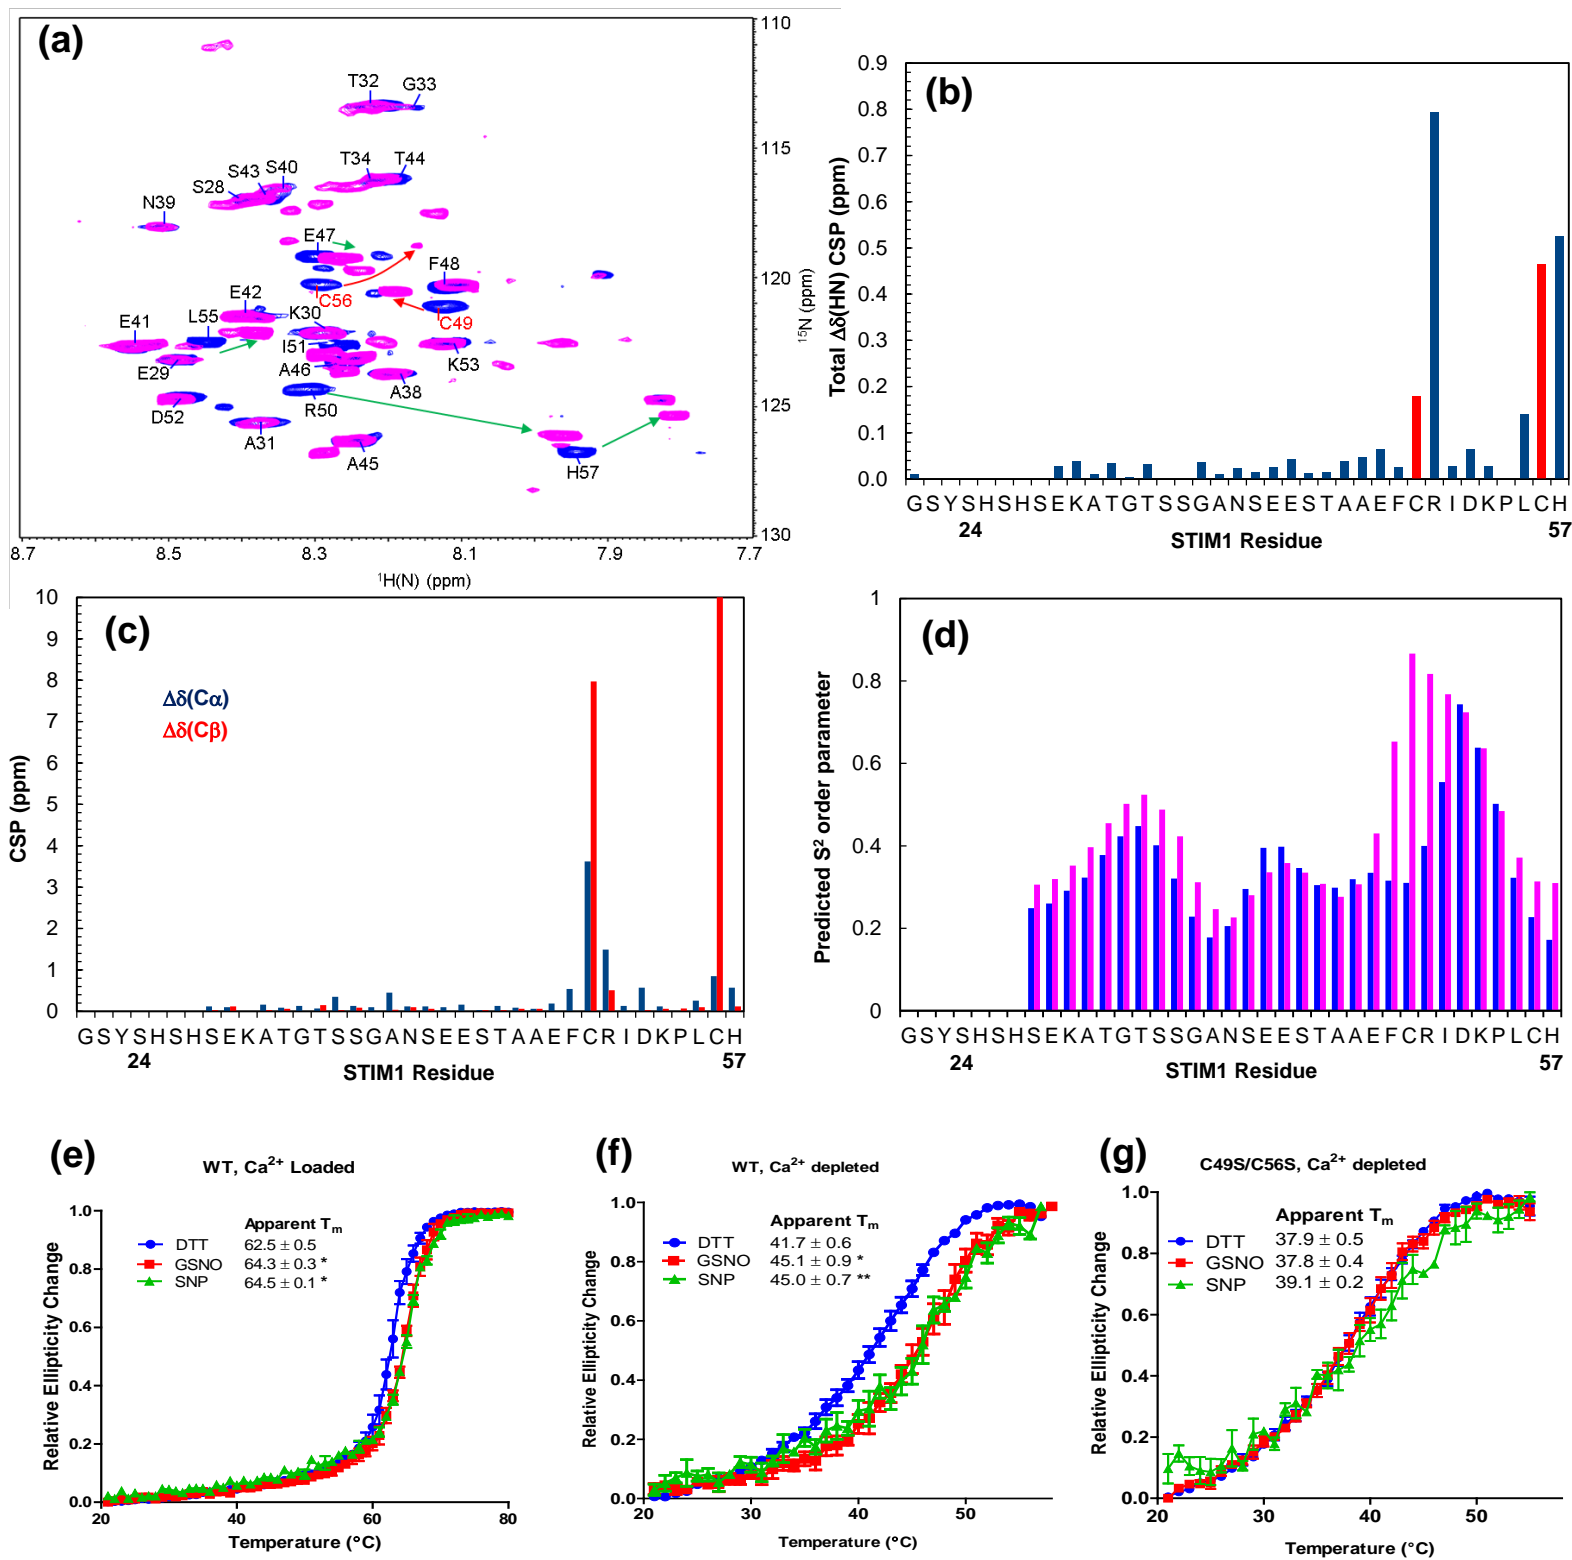 (a)
110
115
120
125
130
¹⁵N (ppm)
T32
G33
S43
S40
T34
T44
S28
N39
E47
F48
C56
C49
E42
L55
K30
E41
I51
E29
A46
K53
A38
D52
R50
A31
A45
H57
8.7
8.5
8.3
8.1
7.9
7.7
¹H(N) (ppm)
(b)
0.9
0.8
0.7
0.6
0.5
0.4
0.3
0.2
0.1
0.0
Total Δδ(HN) CSP (ppm)
G S Y S H S H S E K A T G T S S G A N S E E S T A A E F C R I D K P L C H
24
57
STIM1 Residue
(c)
10
9
8
7
6
5
4
3
2
1
0
CSP (ppm)
Δδ(Cα)
Δδ(Cβ)
G S Y S H S H S E K A T G T S S G A N S E E S T A A E F C R I D K P L C H
24
57
STIM1 Residue
(d)
1
0.8
0.6
0.4
0.2
0
Predicted S² order parameter
G S Y S H S H S E K A T G T S S G A N S E E S T A A E F C R I D K P L C H
24
57
STIM1 Residue
(e)
WT, Ca²⁺ Loaded
Apparent Tₘ
DTT 62.5 ± 0.5
GSNO 64.3 ± 0.3 *
SNP 64.5 ± 0.1 *
1.0
0.8
0.6
0.4
0.2
0.0
Relative Ellipticity Change
20 40 60 80
Temperature (°C)
(f)
WT, Ca²⁺ depleted
Apparent Tₘ
DTT 41.7 ± 0.6
GSNO 45.1 ± 0.9 *
SNP 45.0 ± 0.7 **
1.0
0.8
0.6
0.4
0.2
0.0
Relative Ellipticity Change
20 30 40 50
Temperature (°C)
(g)
C49S/C56S, Ca²⁺ depleted
Apparent Tₘ
DTT 37.9 ± 0.5
GSNO 37.8 ± 0.4
SNP 39.1 ± 0.2
1.0
0.8
0.6
0.4
0.2
0.0
Relative Ellipticity Change
20 30 40 50
Temperature (°C)